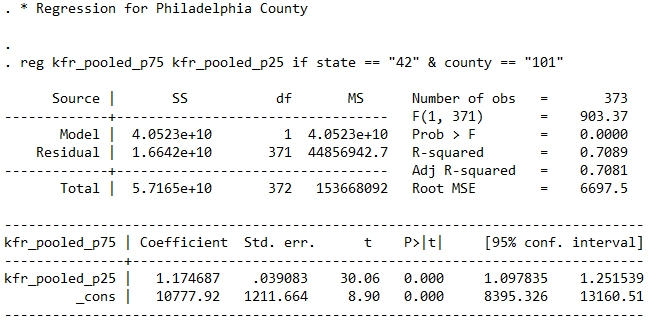 . * Regression for Philadelphia County
.
. reg kfr_pooled_p75 kfr_pooled_p25 if state == "42" & county == "101"
      Source |       SS           df       MS      Number of obs   =       373
-------------+----------------------------------   F(1, 371)       =    903.37
       Model |  4.0523e+10         1  4.0523e+10   Prob > F        =    0.0000
    Residual |  1.6642e+10       371  44856942.7   R-squared       =    0.7089
-------------+----------------------------------   Adj R-squared   =    0.7081
       Total |  5.7165e+10       372   153668092   Root MSE        =    6697.5
--------------------------------------------------------------------------------
kfr_pooled_p75 | Coefficient  Std. err.      t    P>|t|     [95% conf. interval]
---------------+----------------------------------------------------------------
kfr_pooled_p25 |   1.174687    .039083    30.06   0.000     1.097835    1.251539
         _cons |   10777.92   1211.664     8.90   0.000     8395.326    13160.51
--------------------------------------------------------------------------------